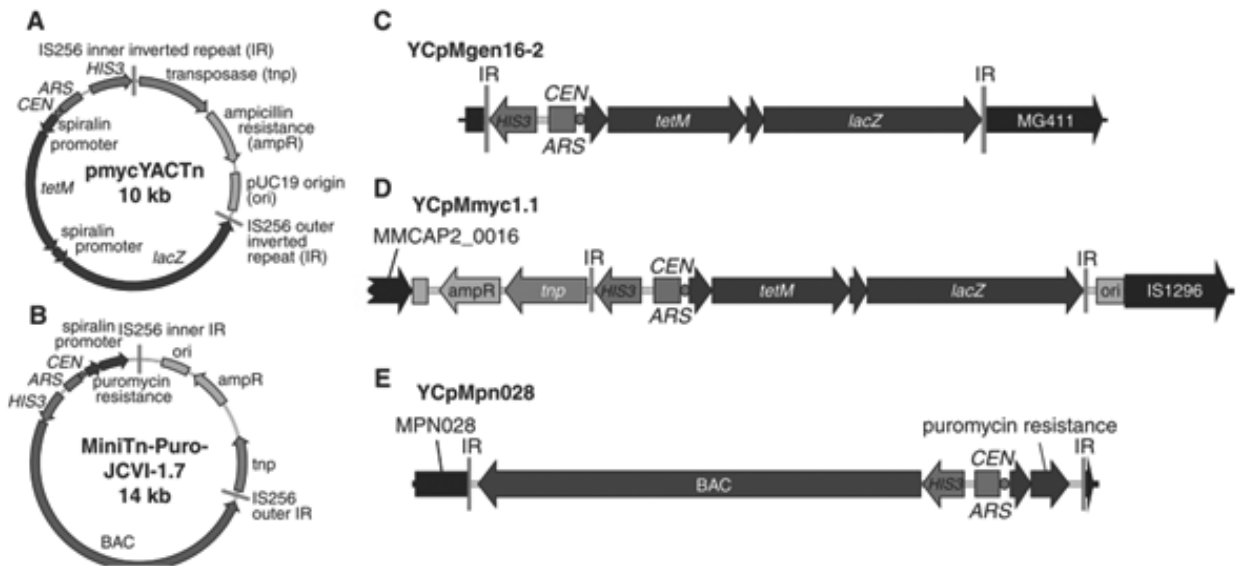 A
IS256 inner inverted repeat (IR)
HIS3
transposase (tnp)
ARS
CEN
ampicillin
resistance
(ampR)
spiralin
promoter
pmycYACTn
10 kb
tetM
pUC19 origin
(ori)
spiralin
promoter
lacZ
IS256 outer
inverted
repeat (IR)
B
spiralin
promoter
IS256 inner IR
ori
CEN
ARS
puromycin
resistance
ampR
HIS3
MiniTn-Puro-
JCVI-1.7
14 kb
tnp
IS256
outer IR
BAC
C
YCpMgen16-2
IR
IR
CEN
HIS3
tetM
lacZ
MG411
ARS
D
YCpMmyc1.1
MMCAP2_0016
IR
CEN
IR
ampR
tnp
HIS3
tetM
lacZ
ori
IS1296
ARS
E
YCpMpn028
MPN028
puromycin resistance
IR
CEN
IR
BAC
HIS3
ARS